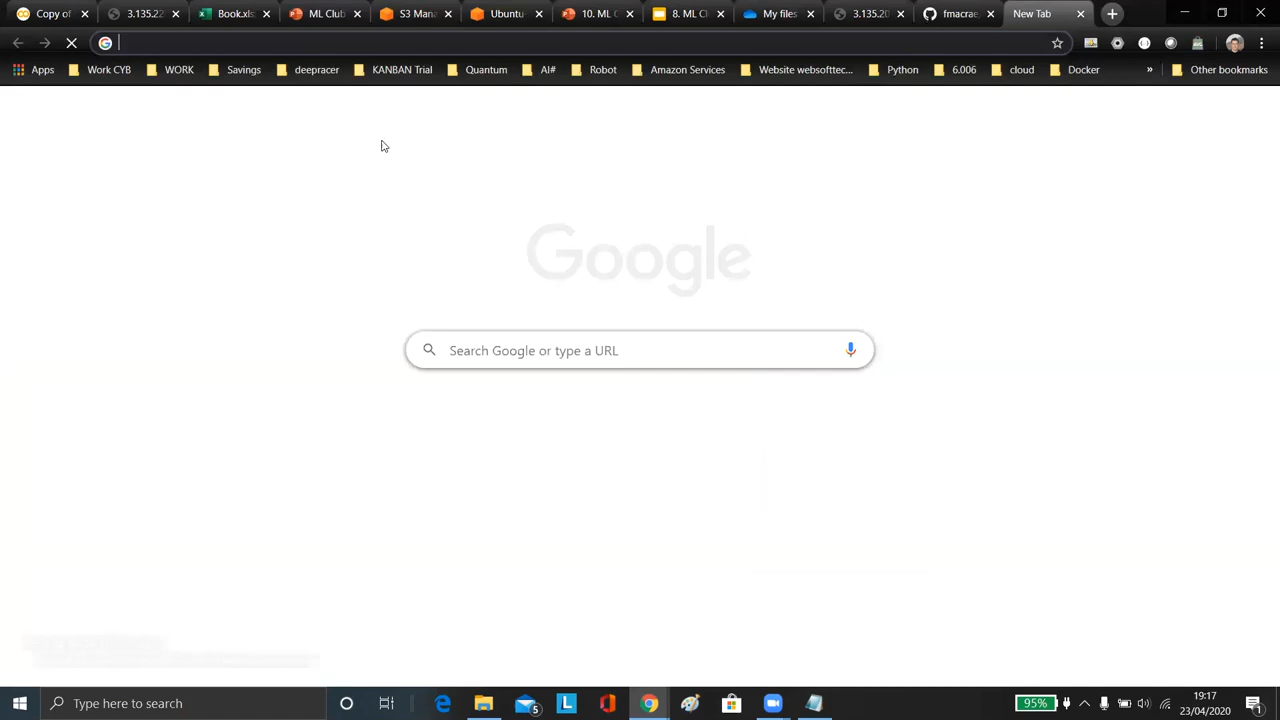 Copy of
3.135.22
Book.xls
ML Club
S3 Mana
Ubuntu-
10. ML C
8. ML Cl
My files
3.135.20
fmacrae
New Tab
Apps
Work CYB
WORK
Savings
deepracer
KANBAN Trial
Quantum
AI#
Robot
Amazon Services
Website websofttec...
Python
6.006
cloud
Docker
»
Other bookmarks
Google
Search Google or type a URL
Type here to search
5
L
95%
19:17
23/04/2020
1